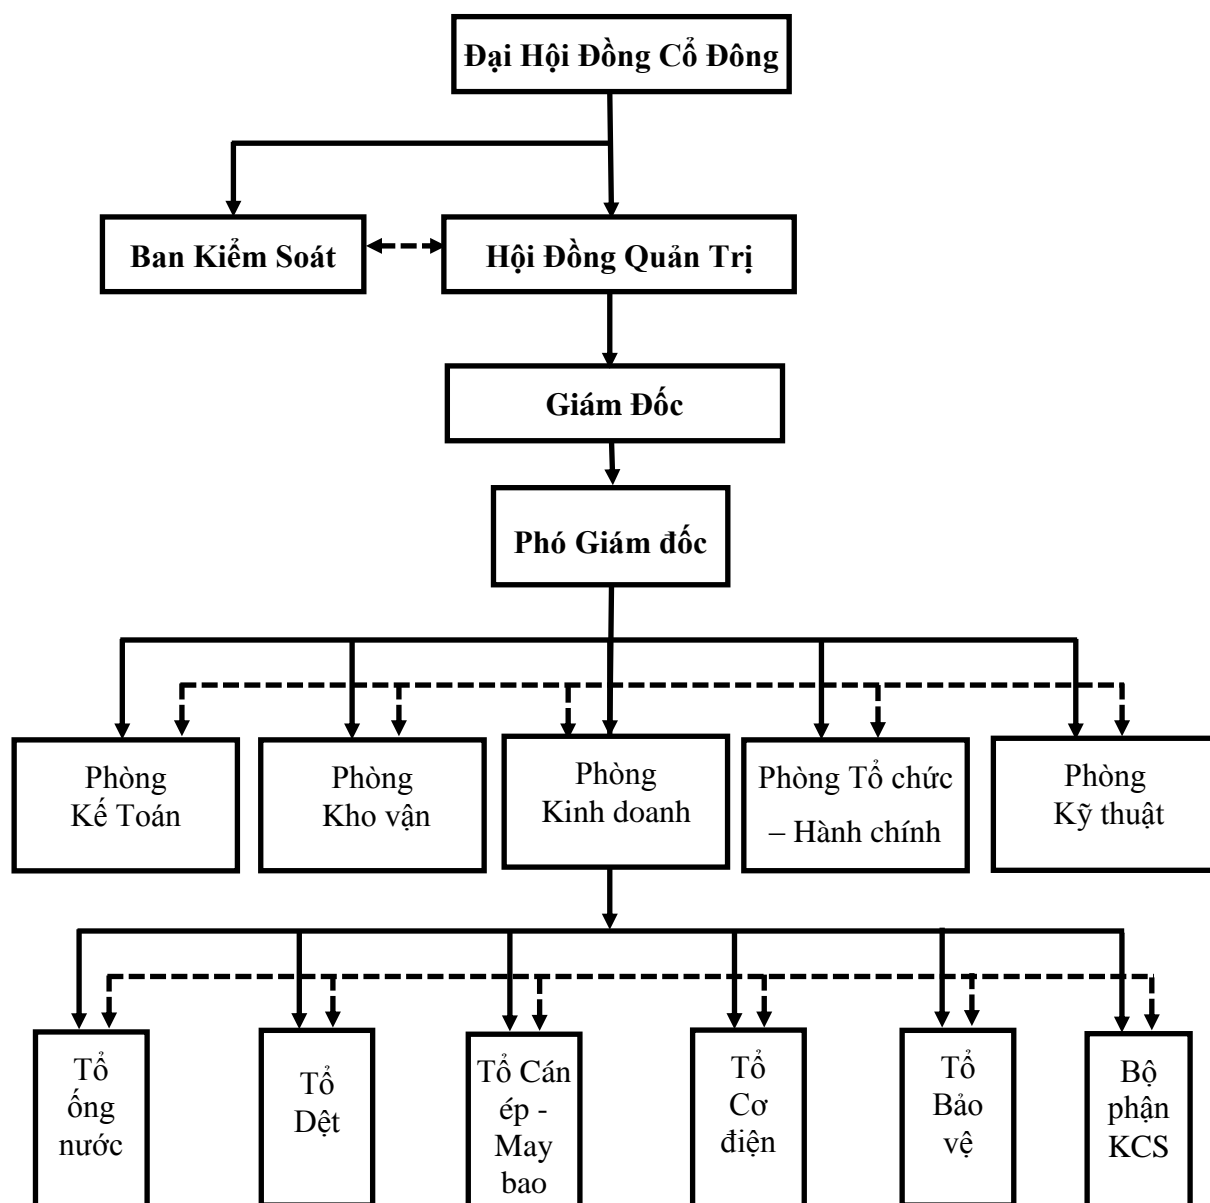 Đại Hội Đồng Cổ Đông
Ban Kiểm Soát
Hội Đồng Quản Trị
Giám Đốc
Phó Giám đốc
Phòng
Kế Toán
Phòng
Kho vận
Phòng
Kinh doanh
Phòng Tổ chức
– Hành chính
Phòng
Kỹ thuật
Tổ
ống
nước
Tổ
Dệt
Tổ Cán
ép -
May
bao
Tổ
Cơ
điện
Tổ
Bảo
vệ
Bộ
phận
KCS